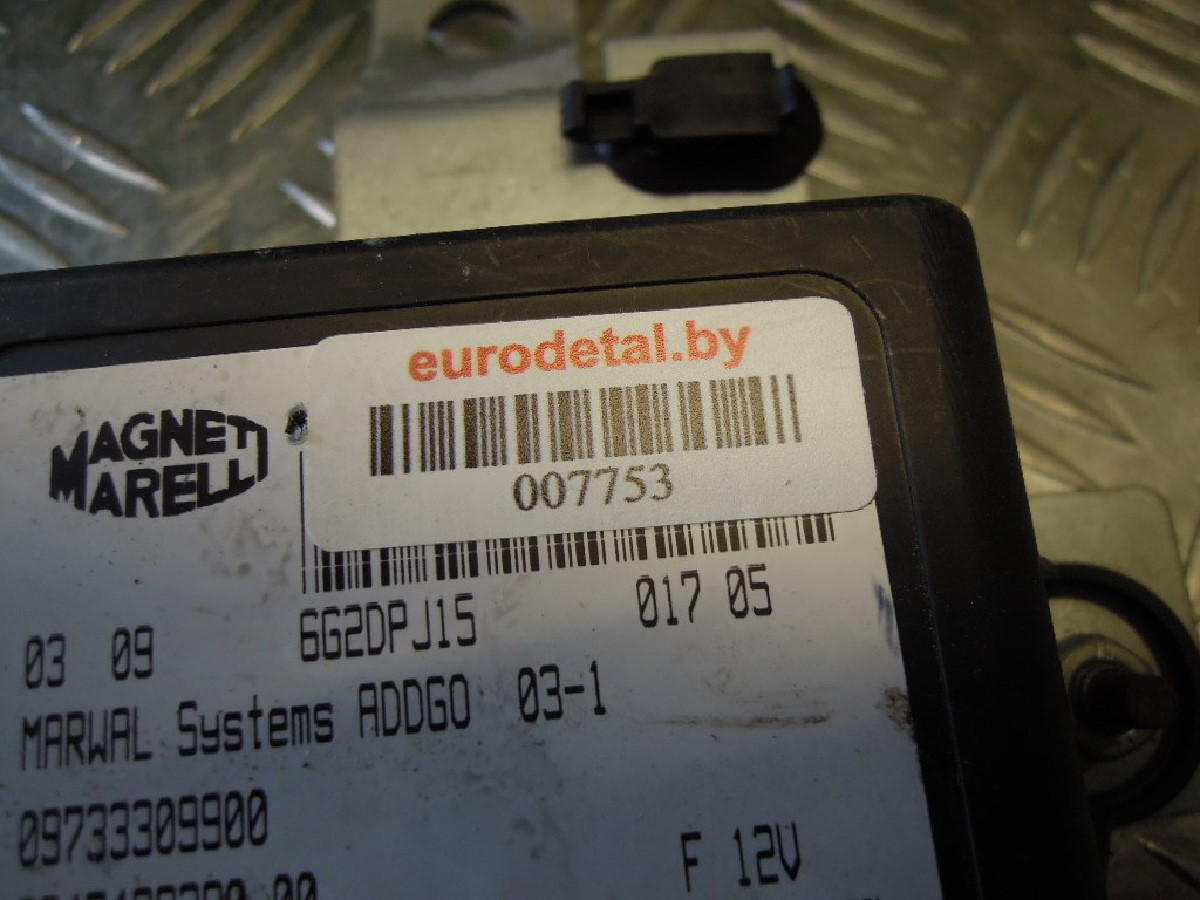 eurodetal.by
007753
MAGNETI
MARELLI
6G2DPJ15 017 05
03 09
MARWAL Systems ADDGO 03-1
09733309900
F 12V